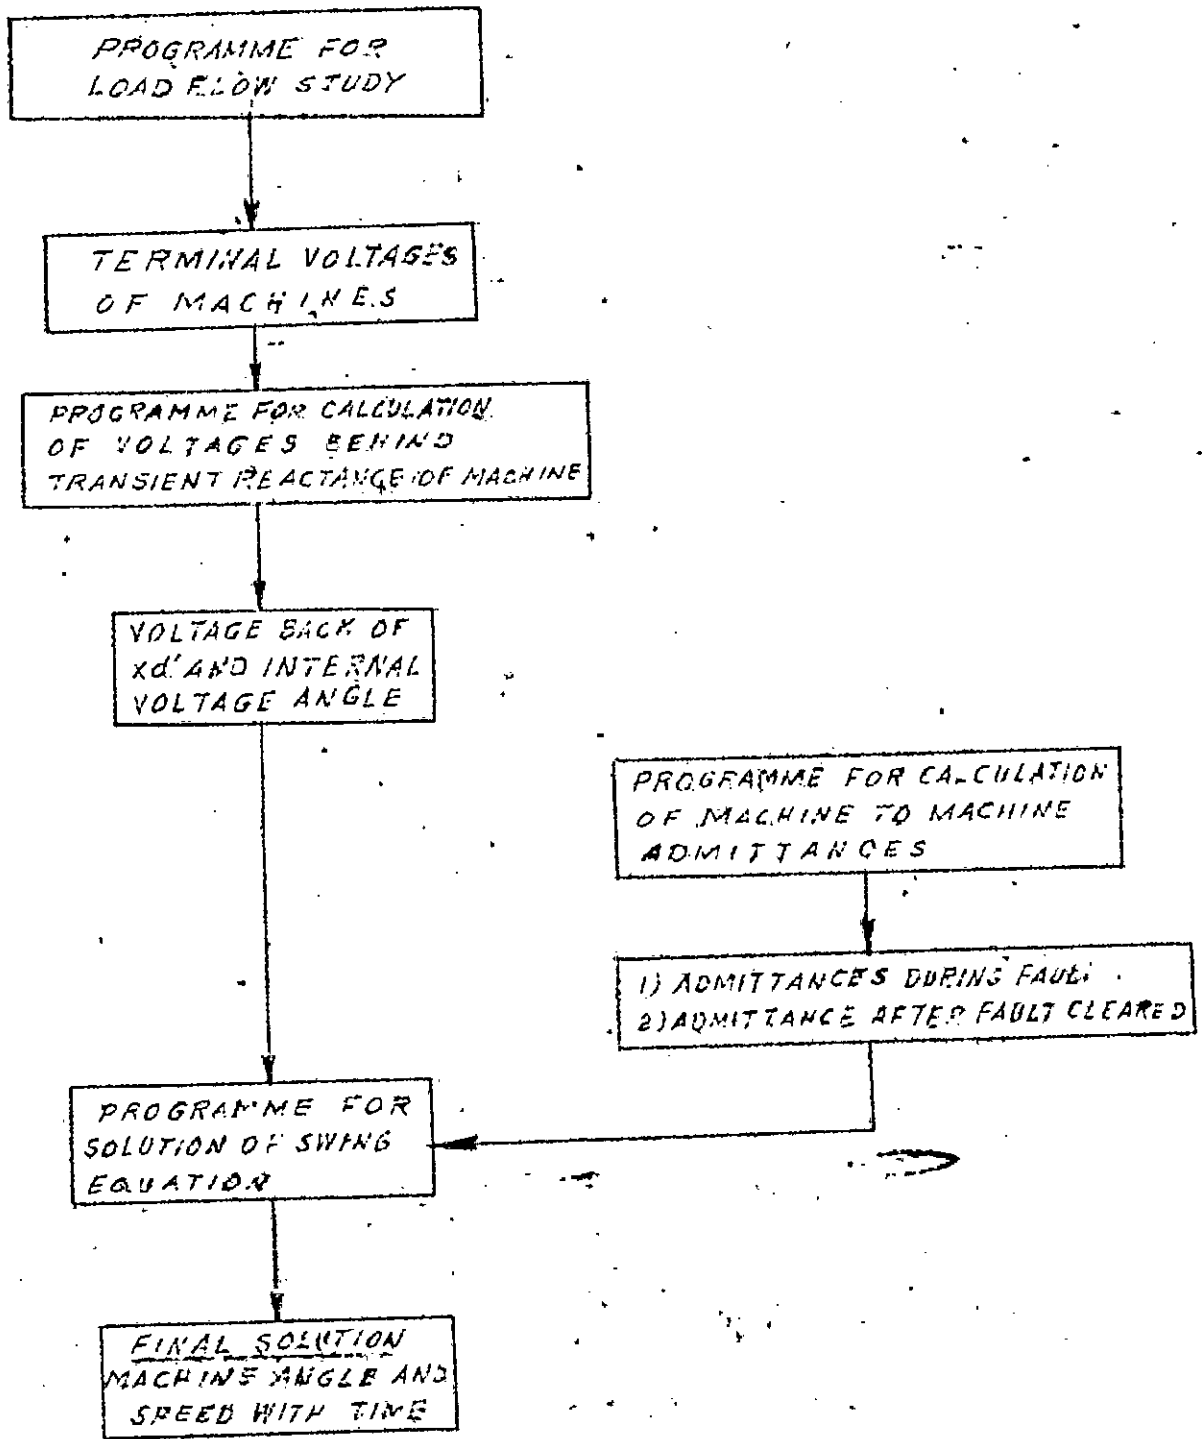 PROGRAMME FOR
LOAD FLOW STUDY
TERMINAL VOLTAGES
OF MACHINES
PROGRAMME FOR CALCULATION
OF VOLTAGES BEHIND
TRANSIENT REACTANCE OF MACHINE
VOLTAGE BACK OF
xd' AND INTERNAL
VOLTAGE ANGLE
PROGRAMME FOR CALCULATION
OF MACHINE TO MACHINE
ADMITTANCES
1) ADMITTANCES DURING FAULT
2) ADMITTANCE AFTER FAULT CLEARED
PROGRAMME FOR
SOLUTION OF SWING
EQUATION
FINAL SOLUTION
MACHINE ANGLE AND
SPEED WITH TIME